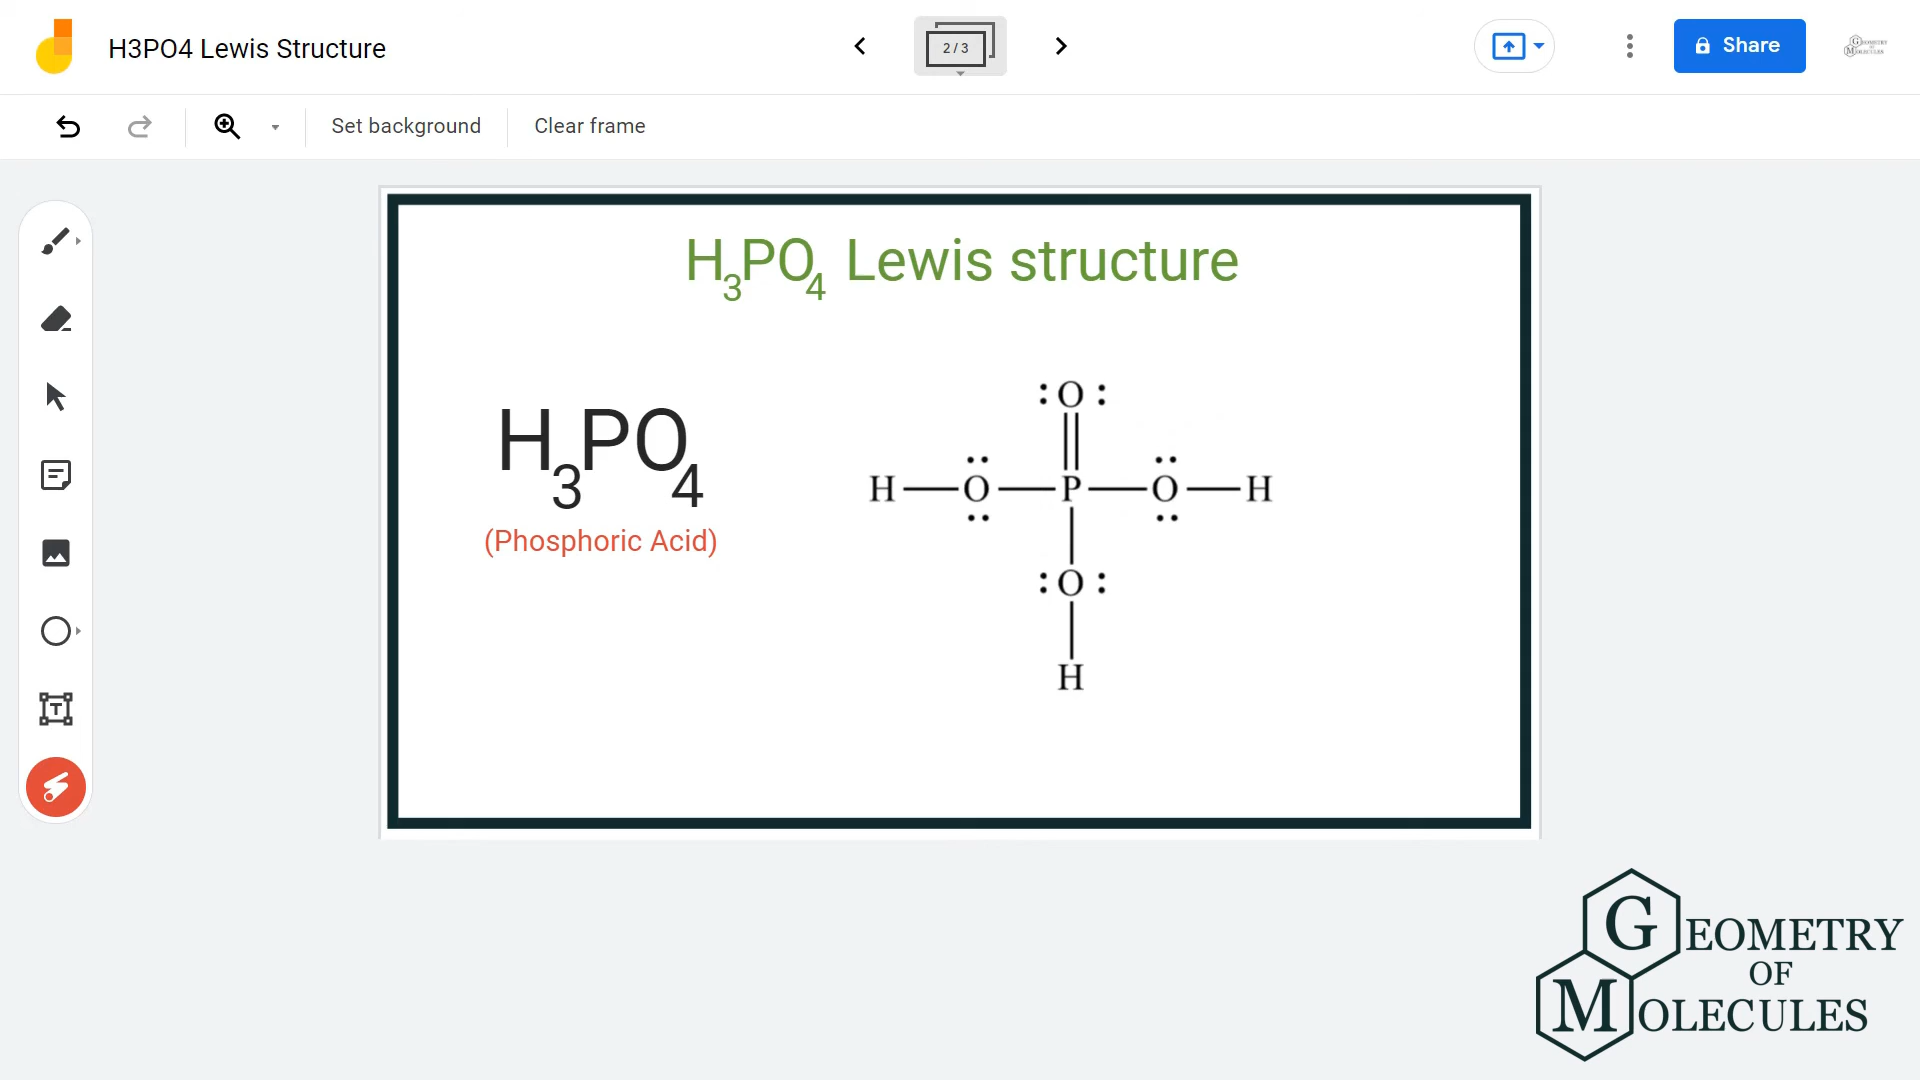 H3PO4 Lewis Structure
2 / 3
Share
Set background
Clear frame
H₃PO₄ Lewis structure
H₃PO₄
(Phosphoric Acid)
:O:
H—O—P—O—H
:O:
H
GEOMETRY
OF
MOLECULES